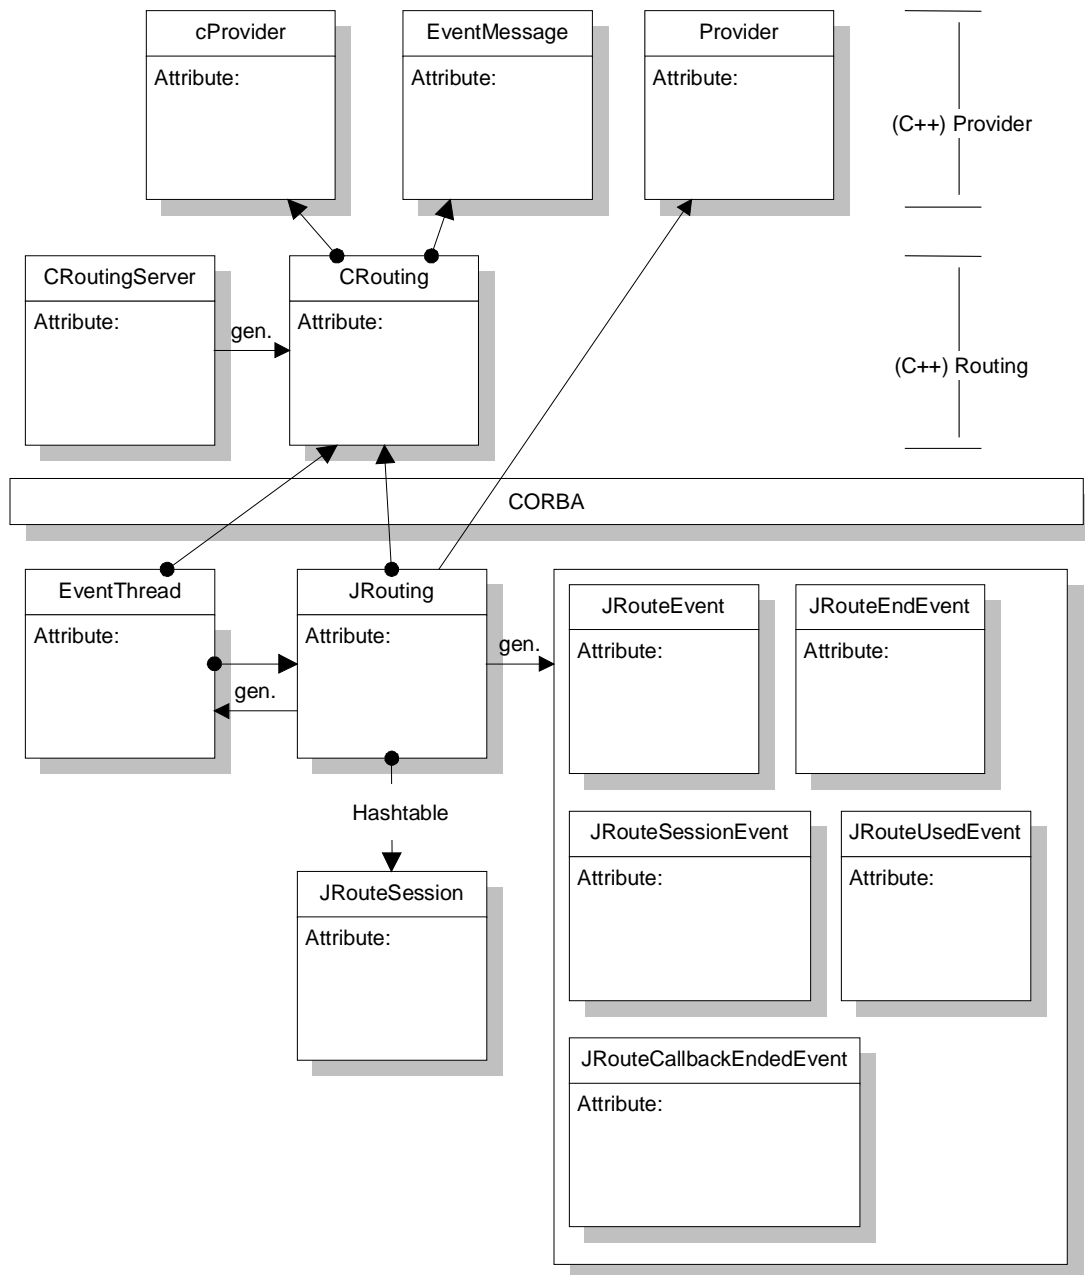 cProvider
Attribute:
EventMessage
Attribute:
Provider
Attribute:
(C++) Provider
CRoutingServer
Attribute:
gen.
CRouting
Attribute:
(C++) Routing
CORBA
EventThread
Attribute:
gen.
JRouting
Attribute:
gen.
JRouteEvent
Attribute:
JRouteEndEvent
Attribute:
Hashtable
JRouteSession
Attribute:
JRouteSessionEvent
Attribute:
JRouteUsedEvent
Attribute:
JRouteCallbackEndedEvent
Attribute: